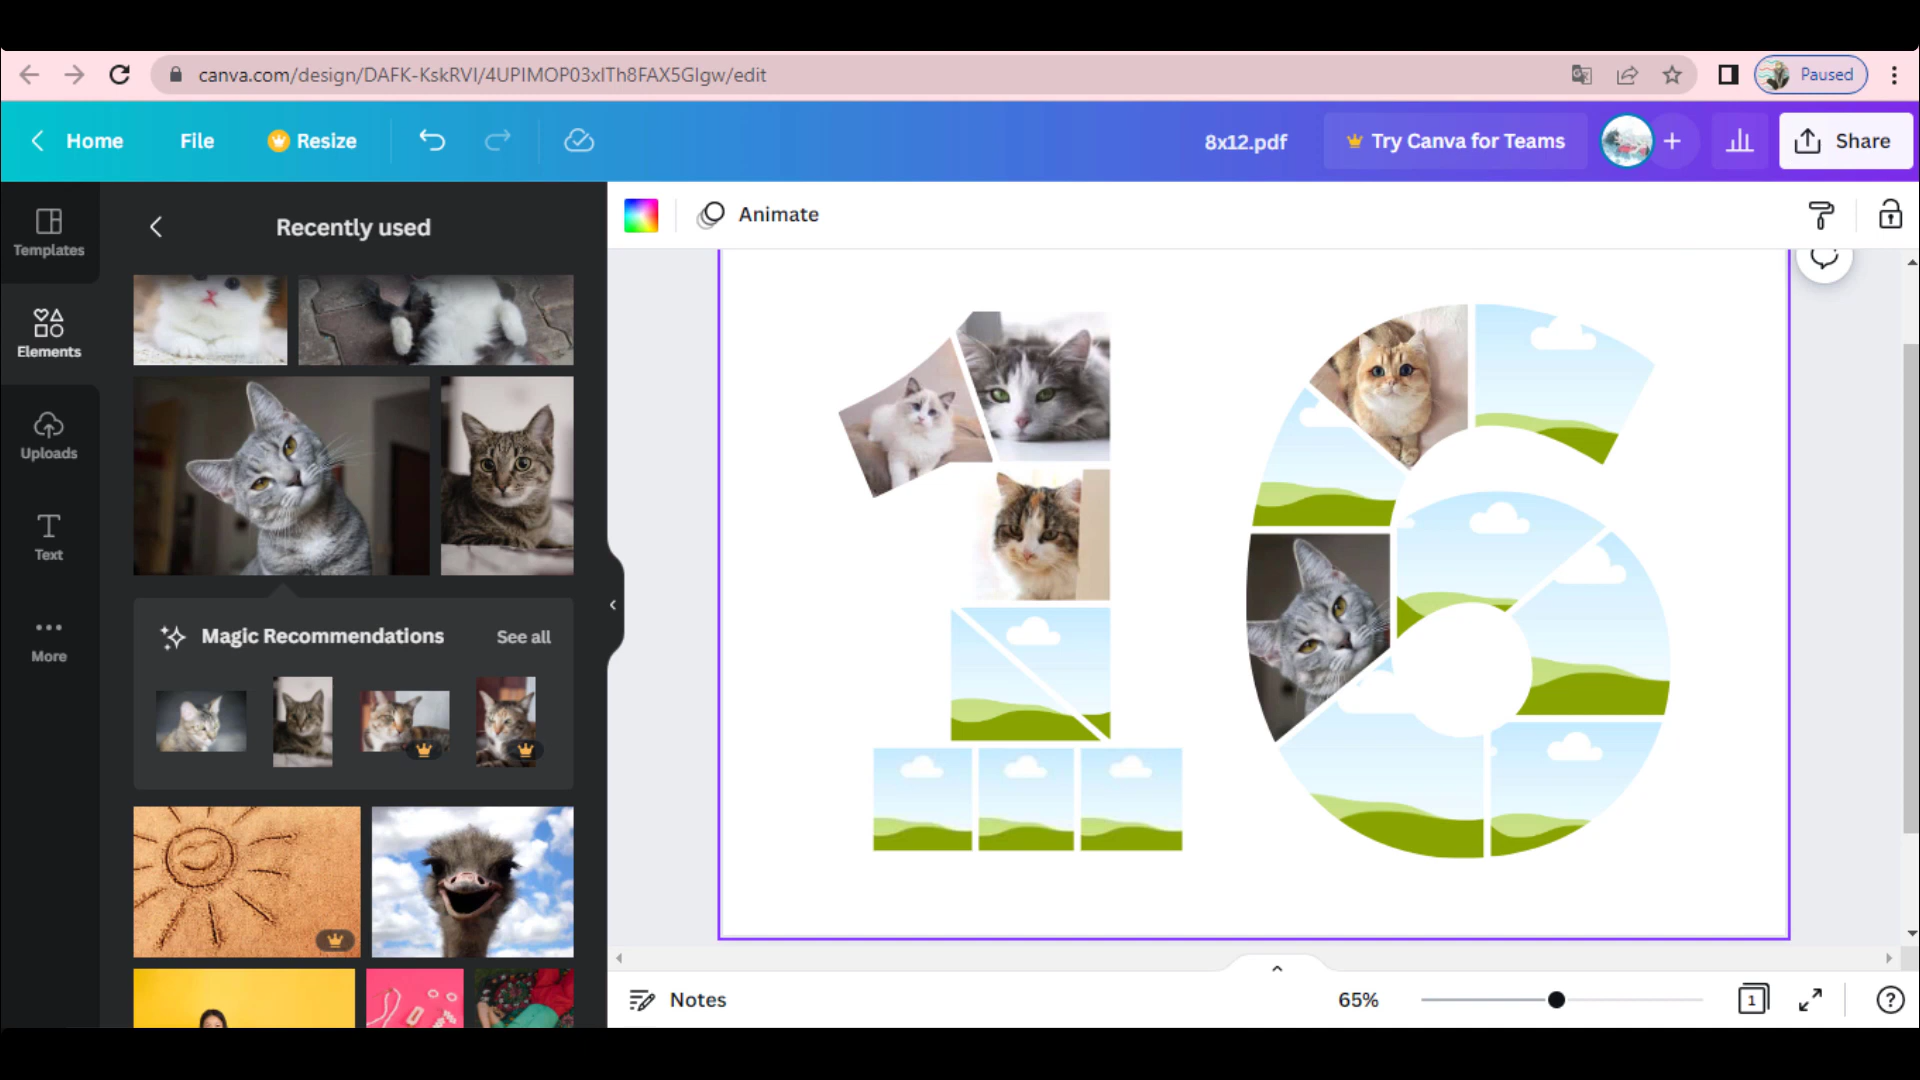 canva.com/design/DAFK-KskRVI/4UPIMOP03xITh8FAX5GIgw/edit
Paused
Home
File
Resize
8x12.pdf
Try Canva for Teams
+
Share
Templates
Elements
Uploads
Text
More
Recently used
Magic Recommendations
See all
Animate
16
Notes
65%
1
?